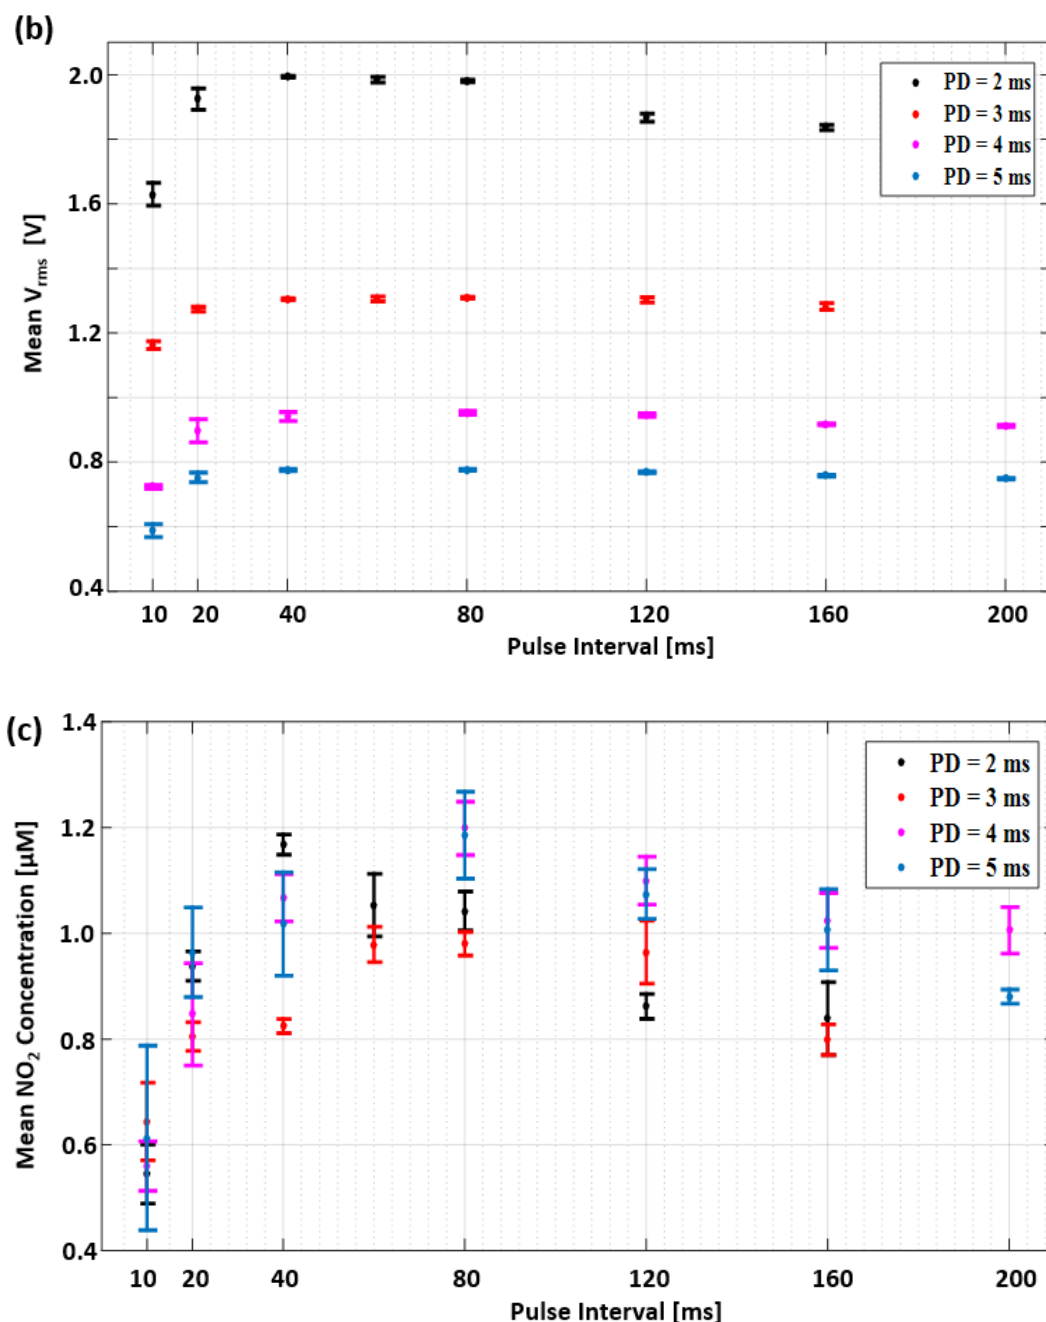 (b)
Mean Vrms [V]
2.0
1.6
1.2
0.8
0.4
10 20 40 80 120 160 200
Pulse Interval [ms]
PD = 2 ms
PD = 3 ms
PD = 4 ms
PD = 5 ms
(c)
Mean NO2 Concentration [µM]
1.4
1.2
1.0
0.8
0.6
0.4
10 20 40 80 120 160 200
Pulse Interval [ms]
PD = 2 ms
PD = 3 ms
PD = 4 ms
PD = 5 ms